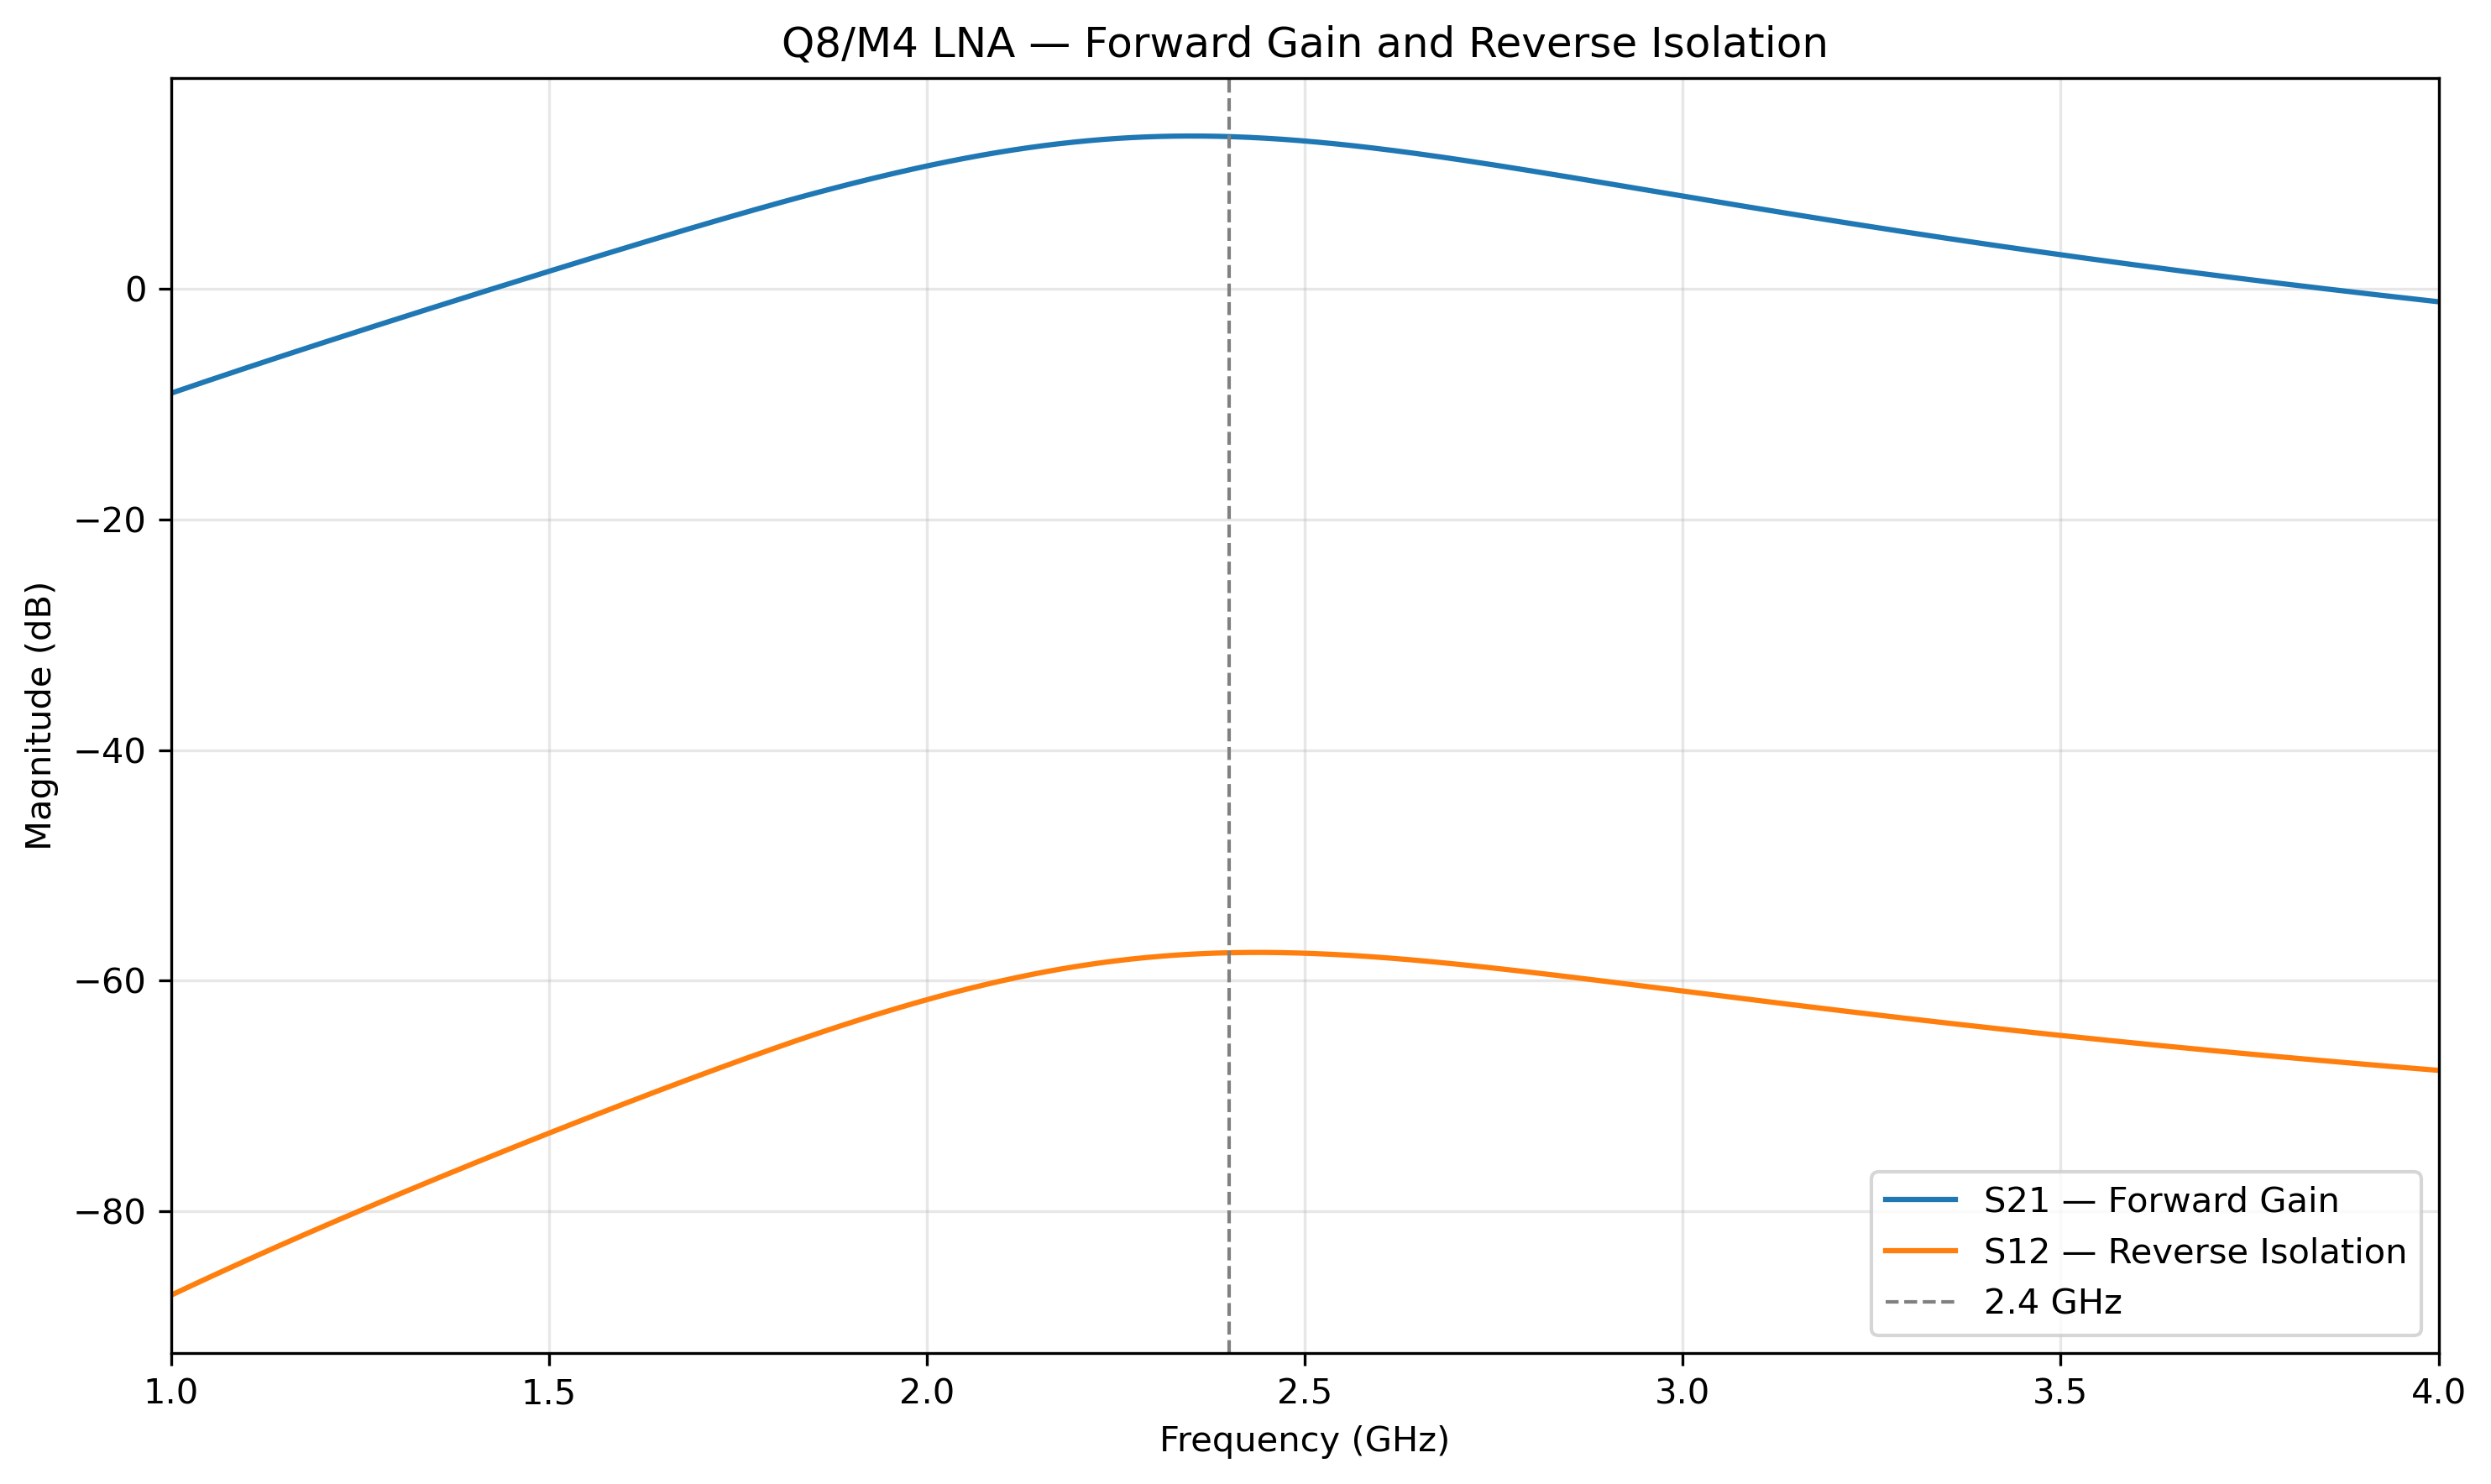 Q8/M4 LNA — Forward Gain and Reverse Isolation
Magnitude (dB)
0
−20
−40
−60
−80
S21 — Forward Gain
S12 — Reverse Isolation
2.4 GHz
1.0 1.5 2.0 2.5 3.0 3.5 4.0
Frequency (GHz)